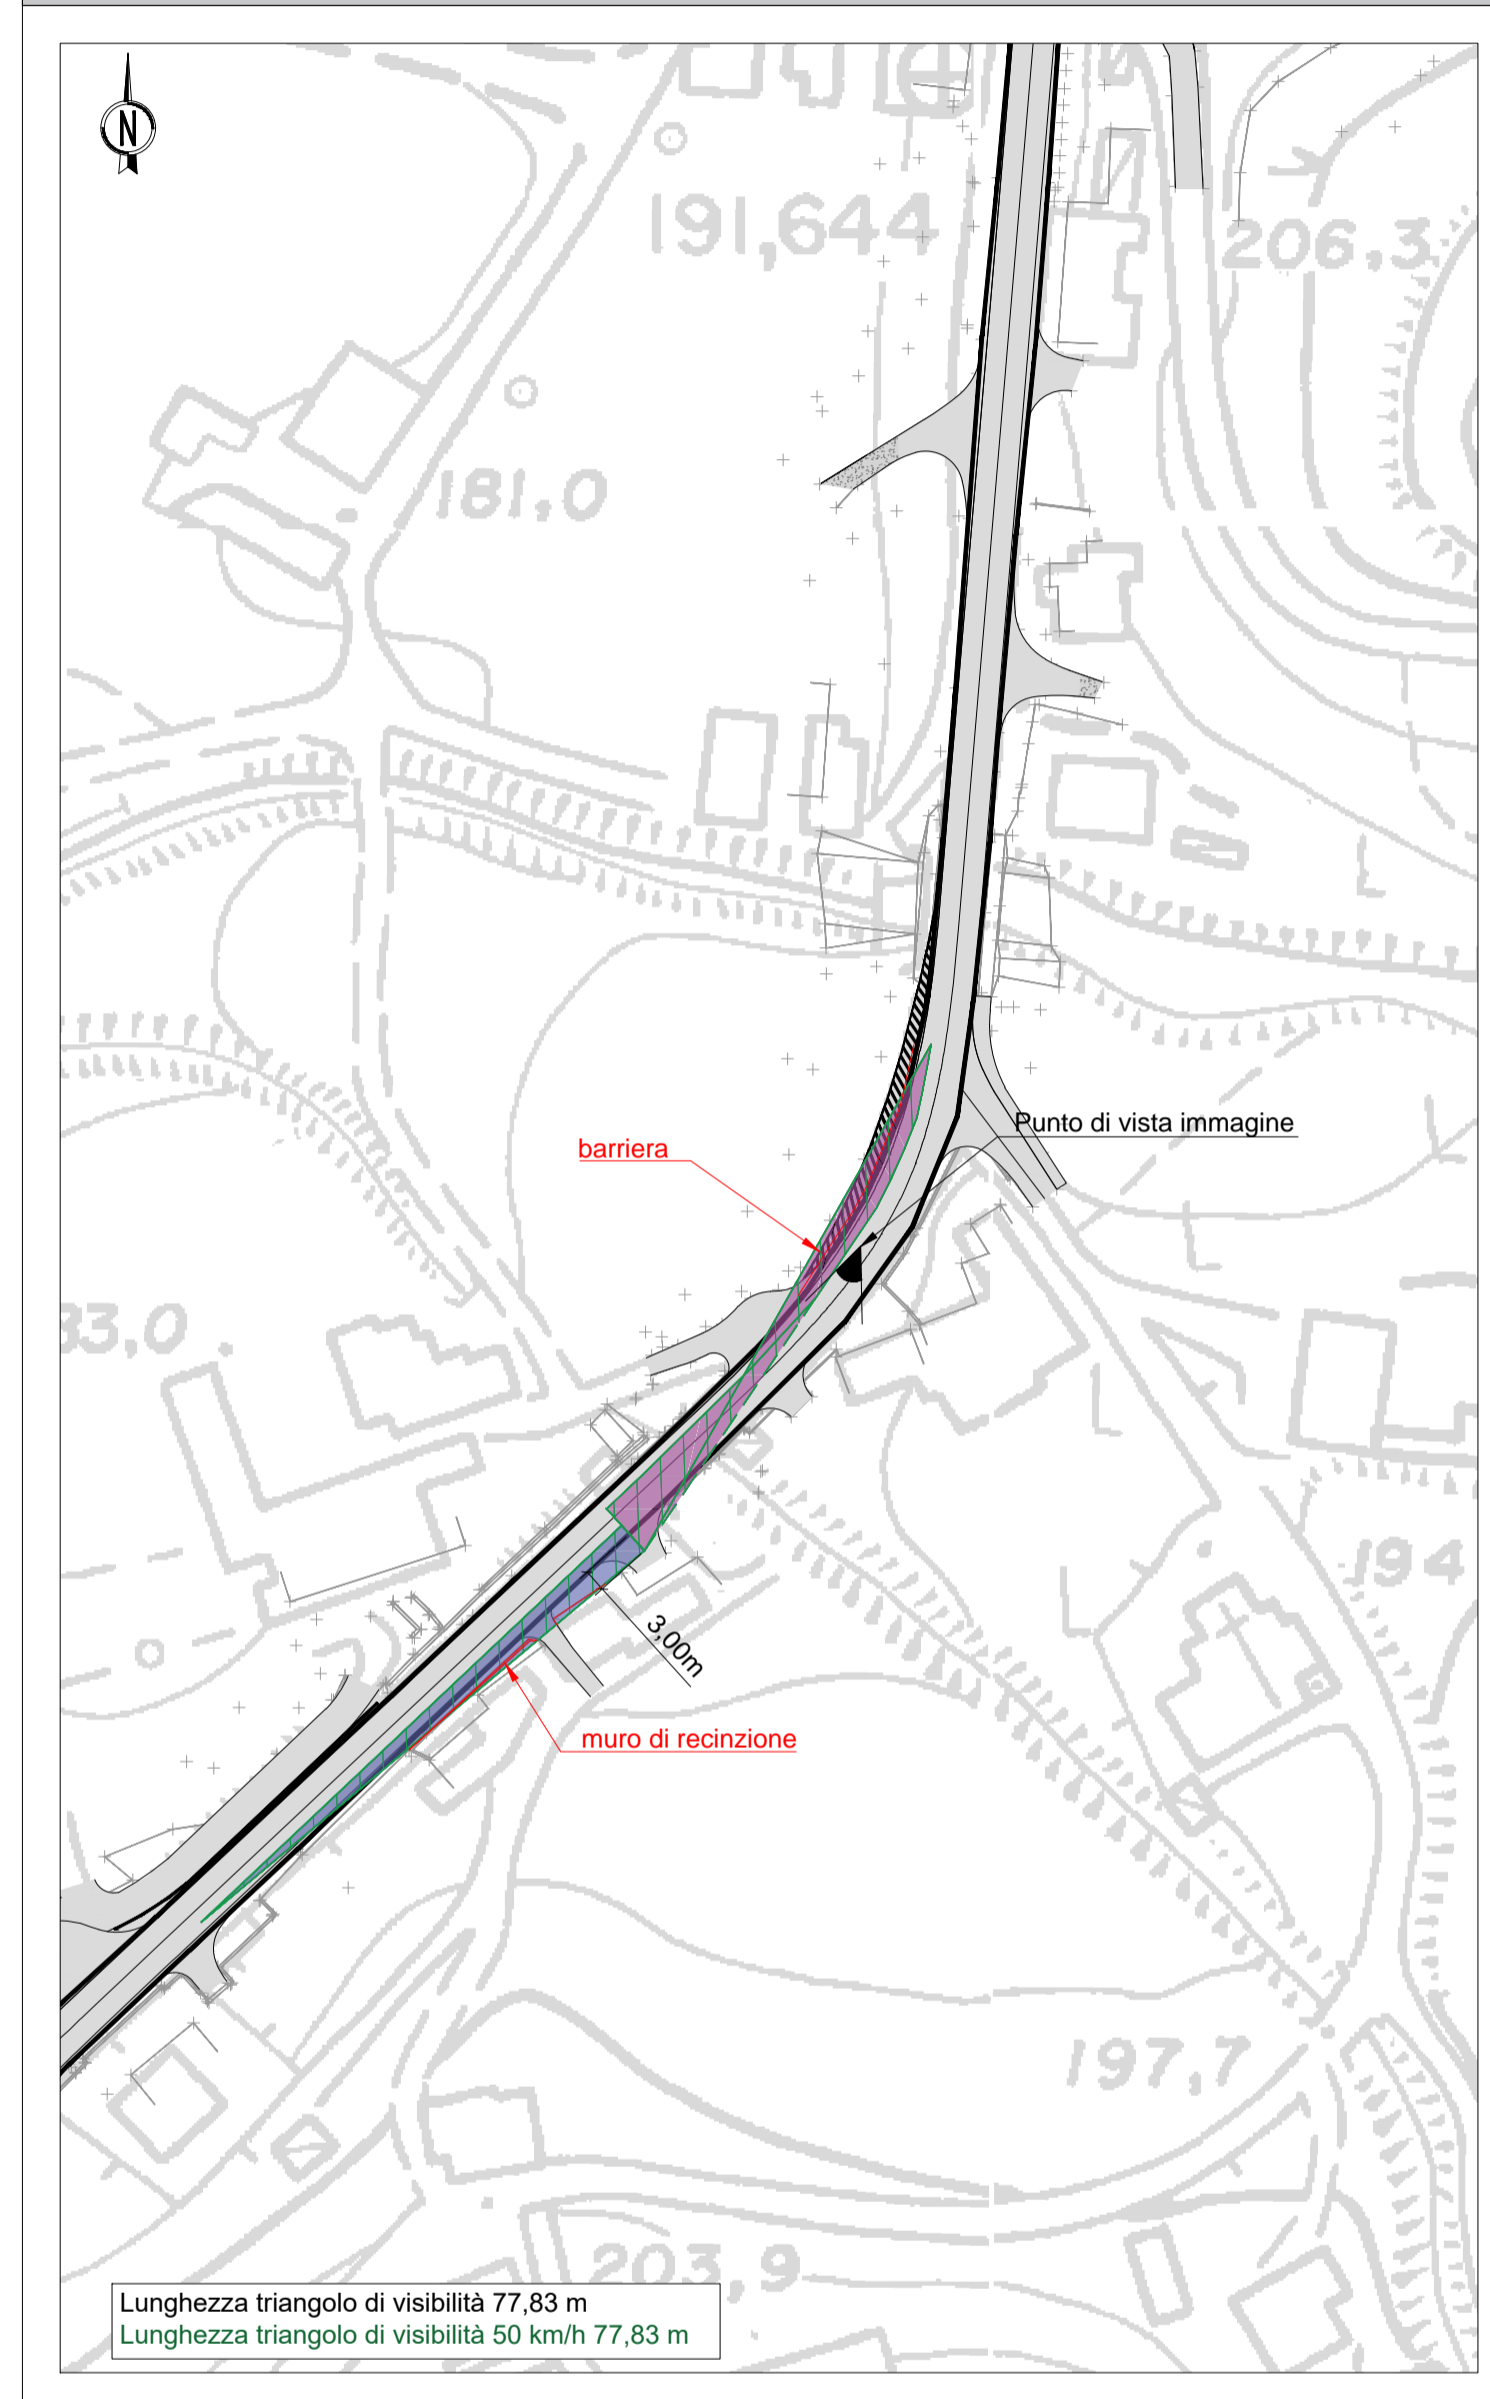 N
191,644
206,3
181,0
Punto di vista immagine
barriera
83,0
194
3,00m
muro di recinzione
197,7
203,9
Lunghezza triangolo di visibilità 77,83 m
Lunghezza triangolo di visibilità 50 km/h 77,83 m